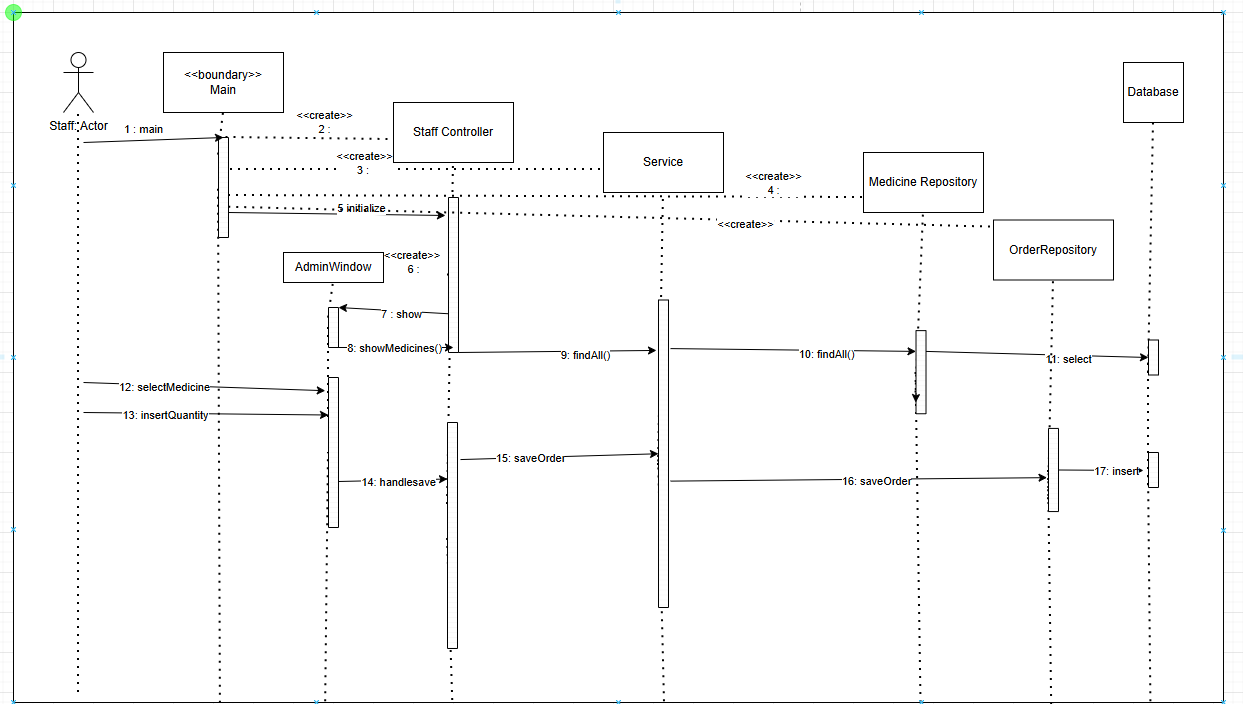 <<boundary>>
Main
Staff: Actor
1 : main
<<create>>
2 :
Staff Controller
Database
<<create>>
3 :
Service
<<create>>
4 :
Medicine Repository
5 initialize
<<create>>
OrderRepository
AdminWindow
<<create>>
6 :
7 : show
8: showMedicines()
9: findAll()
10: findAll()
11: select
12: selectMedicine
13: insertQuantity
14: handlesave
15: saveOrder
16: saveOrder
17: insert